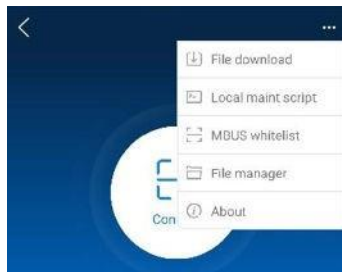 File download
Local maint script
MBUS whitelist
File manager
About
Con